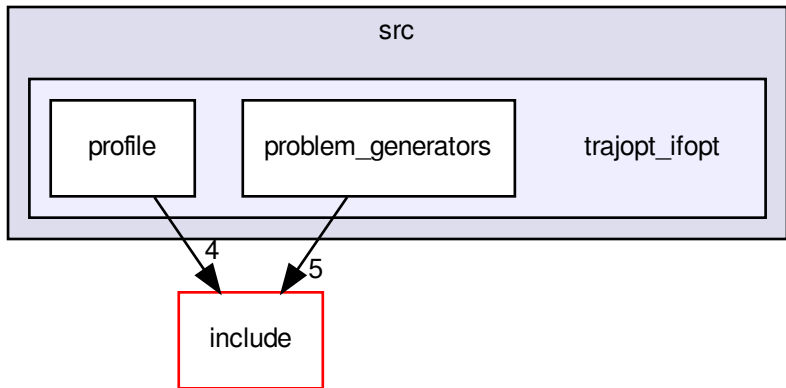 src
profile
problem_generators
trajopt_ifopt
4
5
include